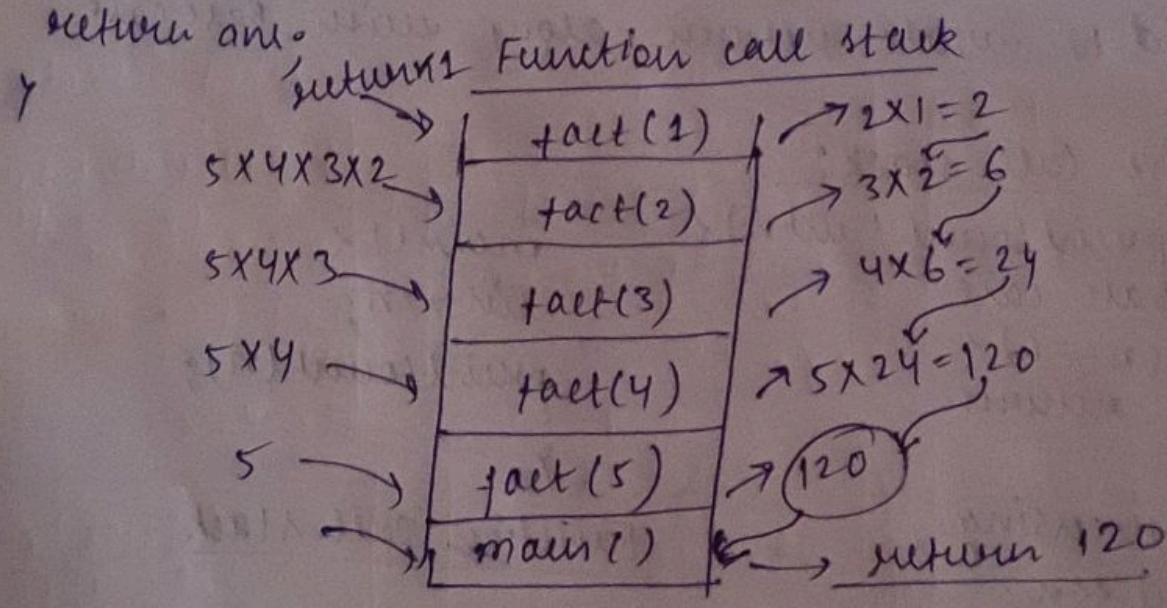 return ans.
}
return 1 Function call stack
fact(1) 2x1=2
5x4x3x2 fact(2) 3x2=6
5x4x3 fact(3) 4x6=24
5x4 fact(4) 5x24=120
5 fact(5) 120
main() return 120